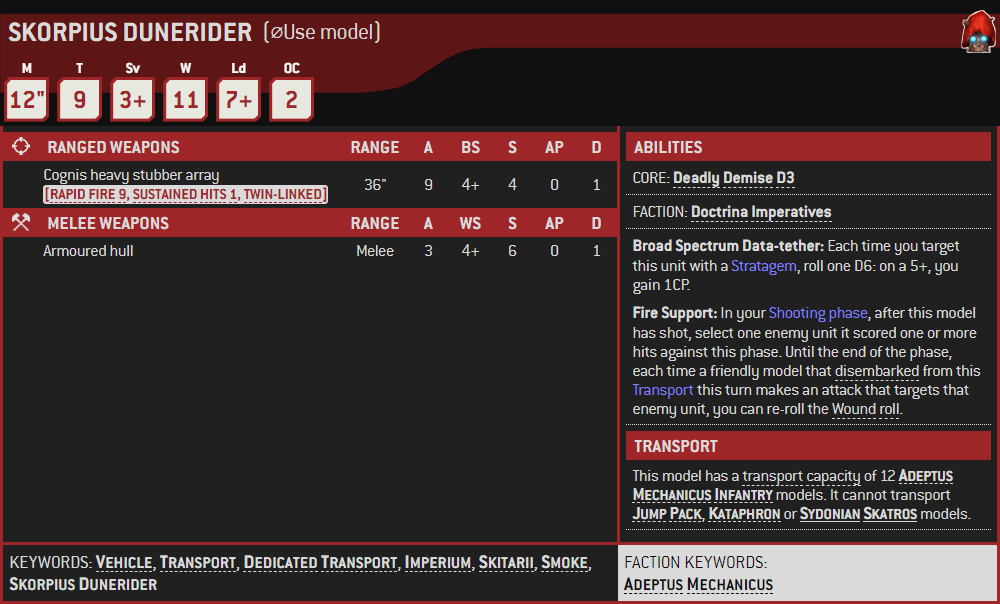 SKORPIUS DUNERIDER (⌀Use model)
M T Sv W Ld OC
12" 9 3+ 11 7+ 2
RANGED WEAPONS RANGE A BS S AP D
Cognis heavy stubber array
[RAPID FIRE 9, SUSTAINED HITS 1, TWIN-LINKED]
36" 9 4+ 4 0 1
MELEE WEAPONS RANGE A WS S AP D
Armoured hull Melee 3 4+ 6 0 1
ABILITIES
CORE: Deadly Demise D3
FACTION: Doctrina Imperatives
Broad Spectrum Data-tether: Each time you target
this unit with a Stratagem, roll one D6: on a 5+, you
gain 1CP.
Fire Support: In your Shooting phase, after this model
has shot, select one enemy unit it scored one or more
hits against this phase. Until the end of the phase,
each time a friendly model that disembarked from this
Transport this turn makes an attack that targets that
enemy unit, you can re-roll the Wound roll.
TRANSPORT
This model has a transport capacity of 12 ADEPTUS
MECHANICUS INFANTRY models. It cannot transport
JUMP PACK, KATAPHRON or SYDONIAN SKATROS models.
KEYWORDS: VEHICLE, TRANSPORT, DEDICATED TRANSPORT, IMPERIUM, SKITARII, SMOKE,
SKORPIUS DUNERIDER
FACTION KEYWORDS:
ADEPTUS MECHANICUS